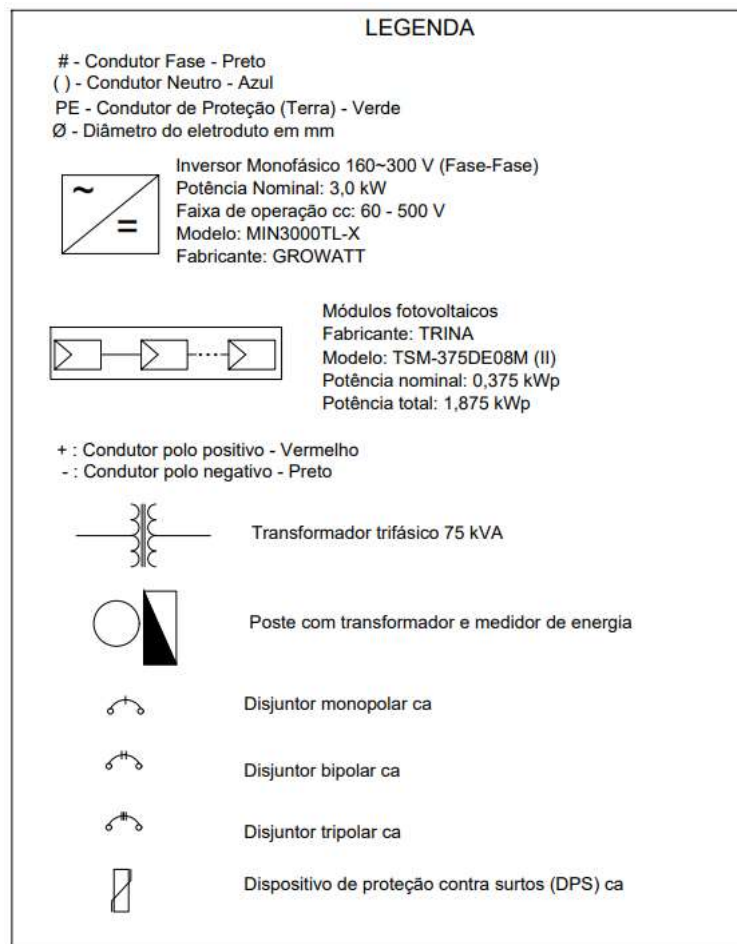 LEGENDA
# - Condutor Fase - Preto
( ) - Condutor Neutro - Azul
PE - Condutor de Proteção (Terra) - Verde
Ø - Diâmetro do eletroduto em mm
Inversor Monofásico 160~300 V (Fase-Fase)
Potência Nominal: 3,0 kW
Faixa de operação cc: 60 - 500 V
Modelo: MIN3000TL-X
Fabricante: GROWATT
Módulos fotovoltaicos
Fabricante: TRINA
Modelo: TSM-375DE08M (II)
Potência nominal: 0,375 kWp
Potência total: 1,875 kWp
+ : Condutor polo positivo - Vermelho
- : Condutor polo negativo - Preto
Transformador trifásico 75 kVA
Poste com transformador e medidor de energia
Disjuntor monopolar ca
Disjuntor bipolar ca
Disjuntor tripolar ca
Dispositivo de proteção contra surtos (DPS) ca